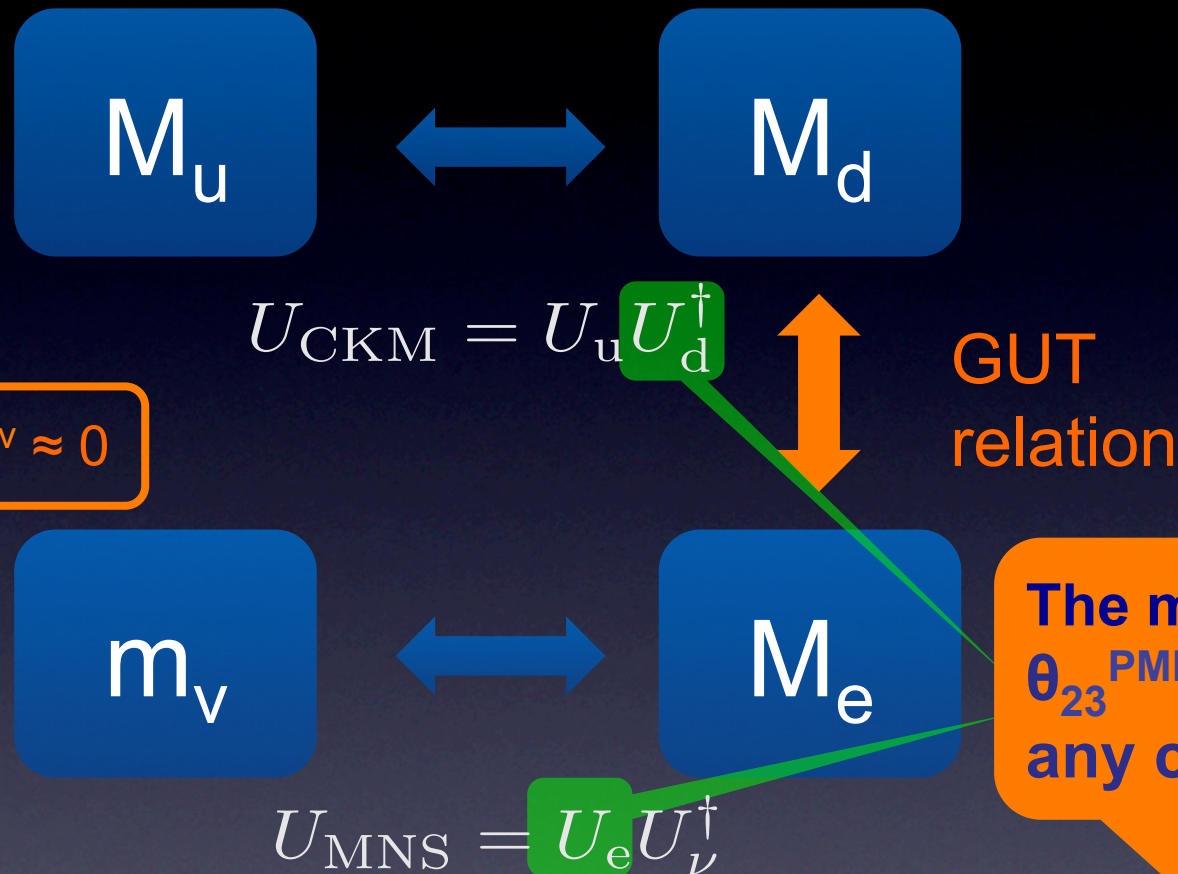 M_u
M_d
U_CKM = U_u U_d^†
GUT
relation
ν ≈ 0
m_ν
M_e
The m
θ_23^PM
any o
U_MNS = U_e U_ν^†